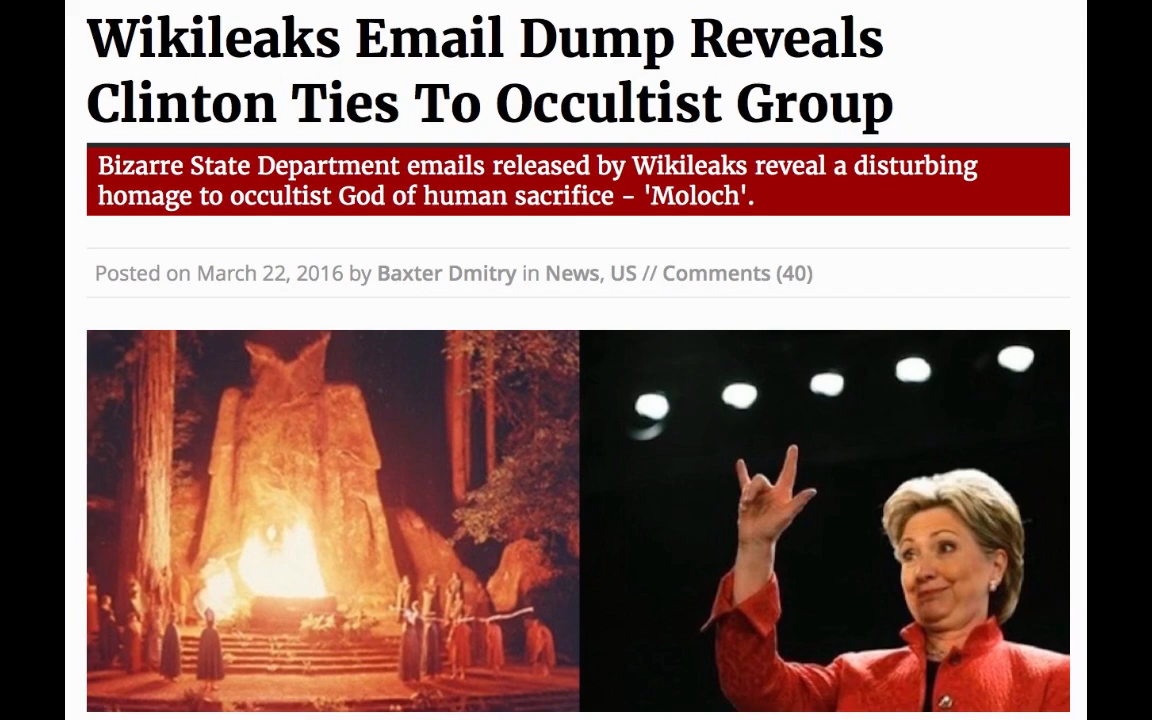 Wikileaks Email Dump Reveals
Clinton Ties To Occultist Group
Bizarre State Department emails released by Wikileaks reveal a disturbing
homage to occultist God of human sacrifice – 'Moloch'.
Posted on March 22, 2016 by Baxter Dmitry in News, US // Comments (40)